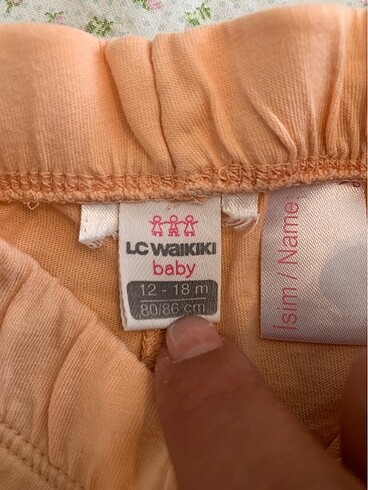 LC WAIKIKI
baby
12 - 18 m
80/86 cm
İsim / Name